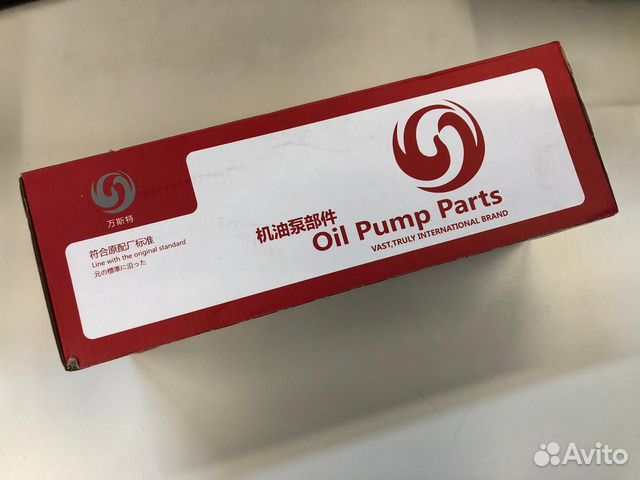 万斯特
符合原配厂标准
Line with the original standard
元の標準に沿った
机油泵部件
Oil Pump Parts
VAST,TRULY INTERNATIONAL BRAND
Avito